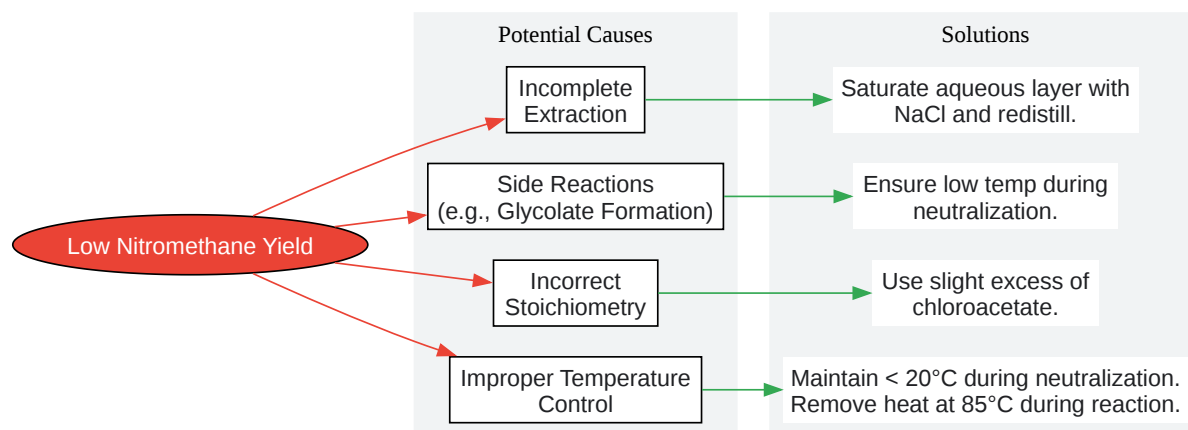 Potential Causes
Solutions
Incomplete
Extraction
Saturate aqueous layer with
NaCl and redistill.
Side Reactions
(e.g., Glycolate Formation)
Ensure low temp during
neutralization.
Low Nitromethane Yield
Incorrect
Stoichiometry
Use slight excess of
chloroacetate.
Improper Temperature
Control
Maintain < 20°C during neutralization.
Remove heat at 85°C during reaction.